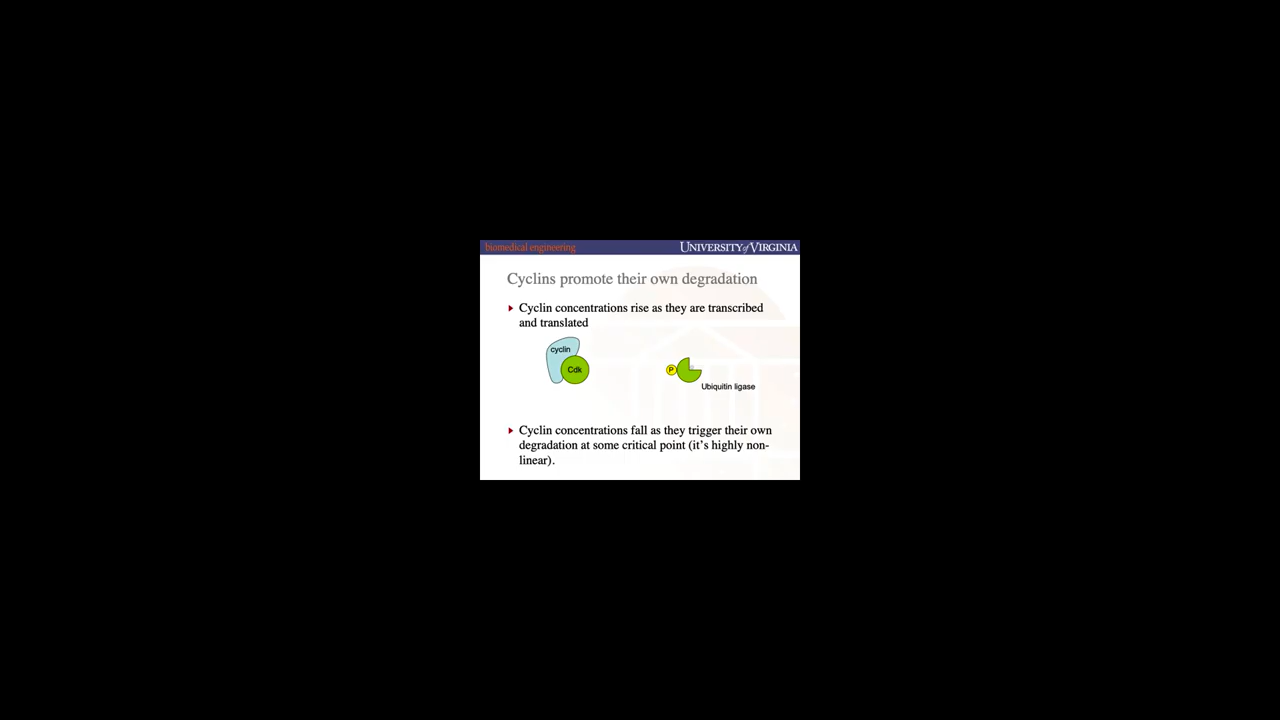 biomedical engineering
UNIVERSITY of VIRGINIA
Cyclins promote their own degradation
Cyclin concentrations rise as they are transcribed
and translated
cyclin
Cdk
P
Ubiquitin ligase
Cyclin concentrations fall as they trigger their own
degradation at some critical point (it's highly non-
linear).